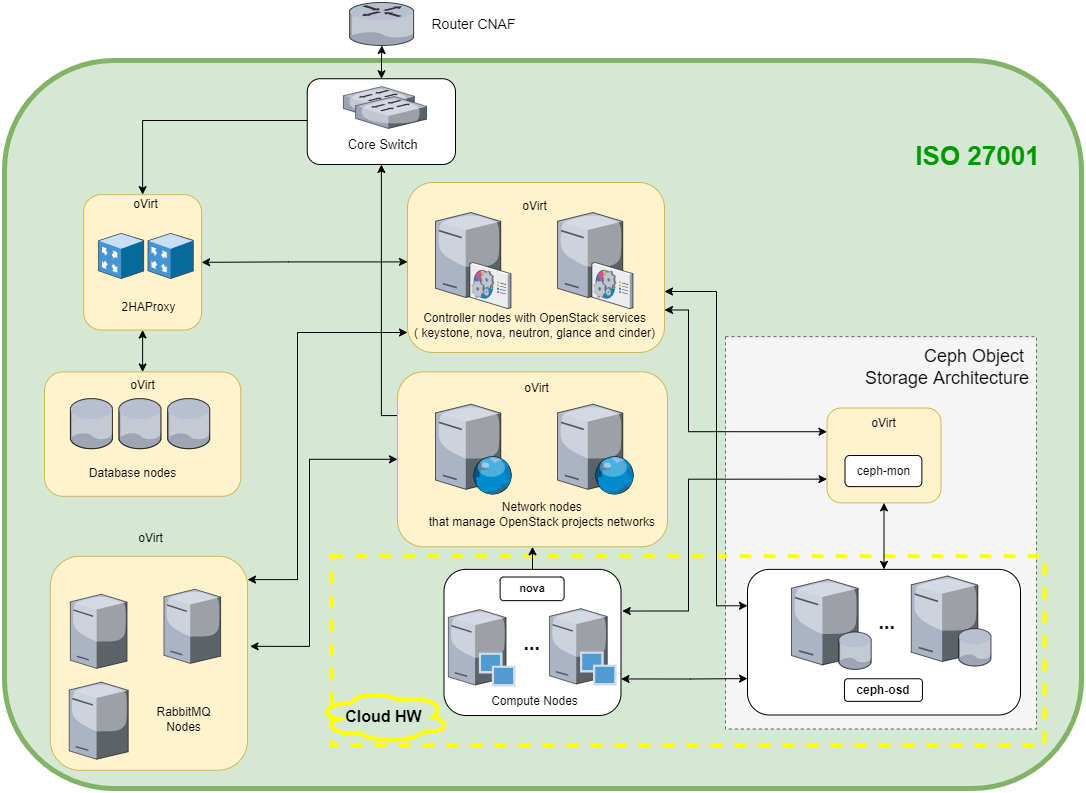 Router CNAF
Core Switch
ISO 27001
oVirt
2HAProxy
oVirt
Controller nodes with OpenStack services
( keystone, nova, neutron, glance and cinder)
Ceph Object
Storage Architecture
oVirt
Database nodes
oVirt
Network nodes
that manage OpenStack projects networks
oVirt
ceph-mon
oVirt
RabbitMQ
Nodes
nova
...
Compute Nodes
...
ceph-osd
Cloud HW